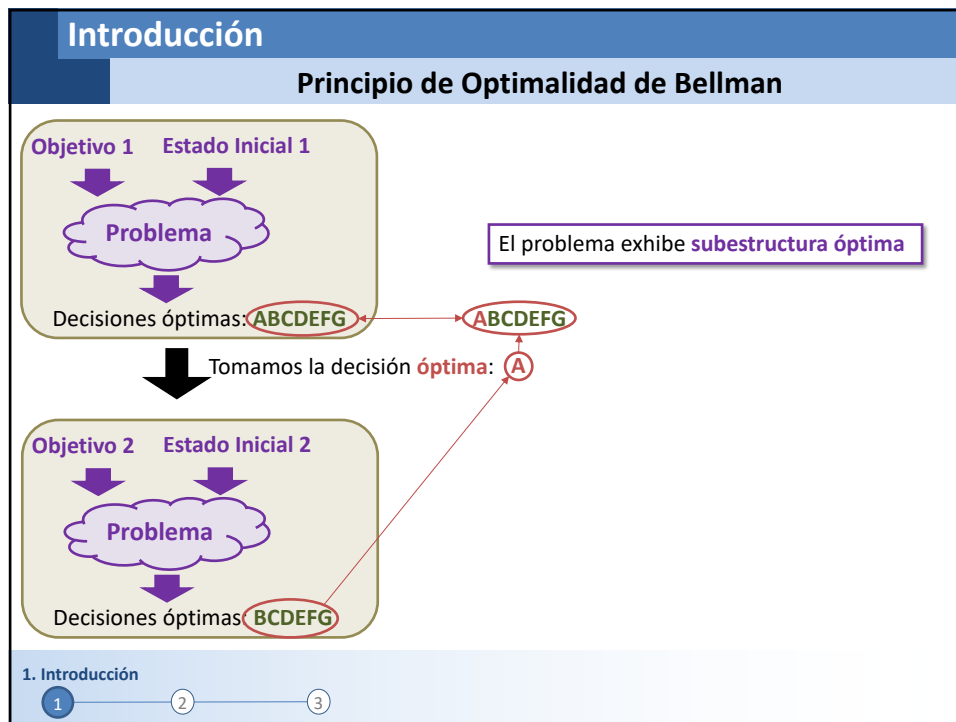 Introducción
Principio de Optimalidad de Bellman
Objetivo 1 Estado Inicial 1
Problema
El problema exhibe subestructura óptima
Decisiones óptimas: ABCDEFG
ABCDEFG
Tomamos la decisión óptima: A
Objetivo 2 Estado Inicial 2
Problema
Decisiones óptimas: BCDEFG
1. Introducción
1 2 3